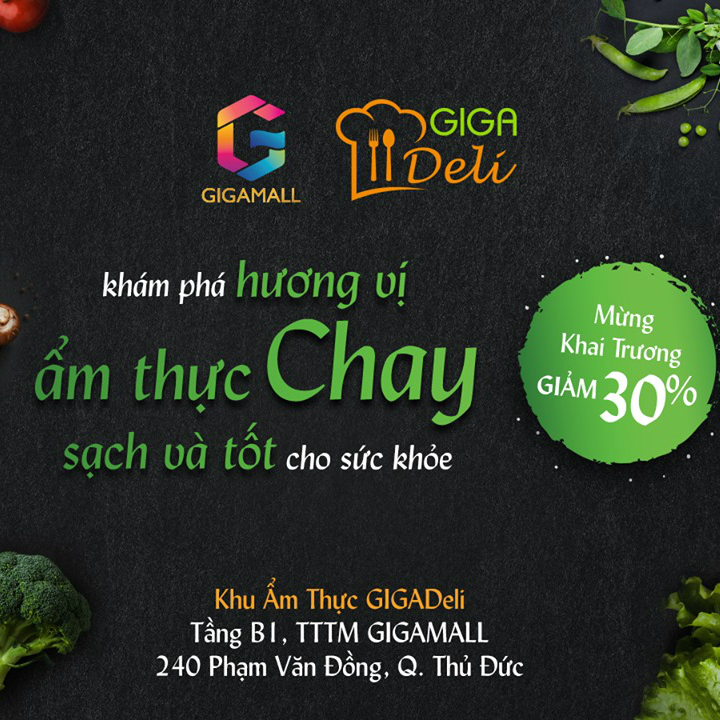 GIGAMALL
GIGA
Deli
khám phá hương vị
ẩm thực Chay
sạch và tốt cho sức khỏe
Mừng
Khai Trương
GIẢM 30%
Khu Ẩm Thực GIGADeli
Tầng B1, TTTM GIGAMALL
240 Phạm Văn Đồng, Q. Thủ Đức